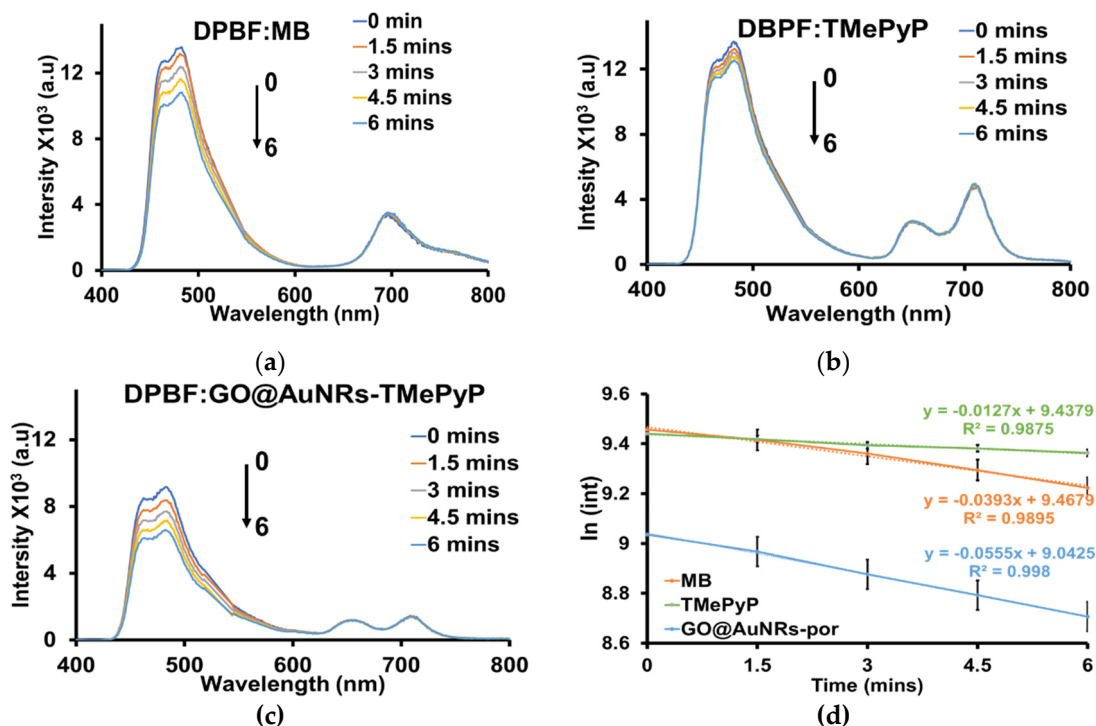 DPBF:MB
0 min
1.5 mins
3 mins
4.5 mins
6 mins
0
6
Intersity X10³ (a.u)
12
8
4
0
400 500 600 700 800
Wavelength (nm)
(a)
DBPF:TMePyP
0 mins
1.5 mins
3 mins
4.5 mins
6 mins
0
6
Intesity X10³ (a.u)
12
8
4
0
400 500 600 700 800
Wavelength (nm)
(b)
DPBF:GO@AuNRs-TMePyP
0 mins
1.5 mins
3 mins
4.5 mins
6 mins
0
6
Intensity X10³ (a.u)
12
8
4
0
400 500 600 700 800
Wavelength (nm)
(c)
ln (int)
9.6
9.4
9.2
9
8.8
8.6
y = -0.0127x + 9.4379
R² = 0.9875
y = -0.0393x + 9.4679
R² = 0.9895
y = -0.0555x + 9.0425
R² = 0.998
MB
TMePyP
GO@AuNRs-por
0 1.5 3 4.5 6
Time (mins)
(d)